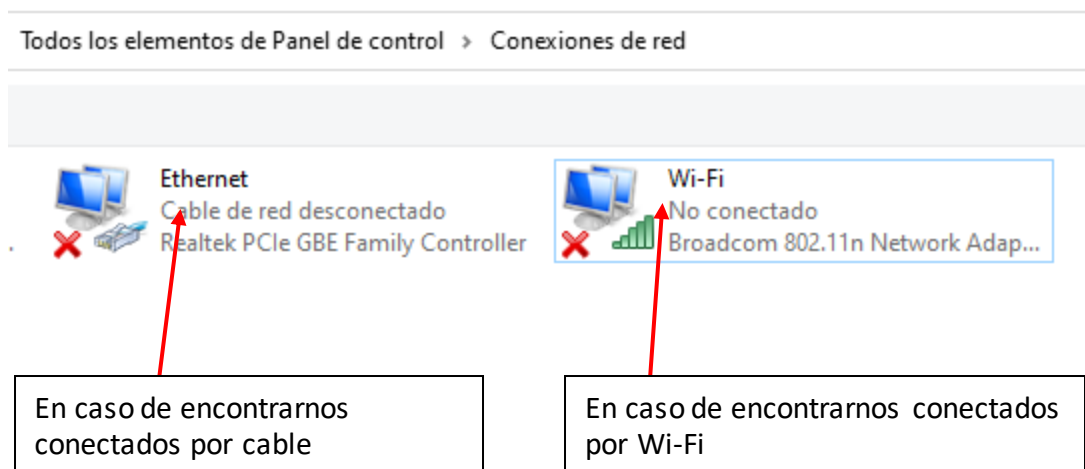 Todos los elementos de Panel de control > Conexiones de red
Ethernet
Cable de red desconectado
Realtek PCIe GBE Family Controller
Wi-Fi
No conectado
Broadcom 802.11n Network Adap...
En caso de encontrarnos
conectados por cable
En caso de encontrarnos conectados
por Wi-Fi